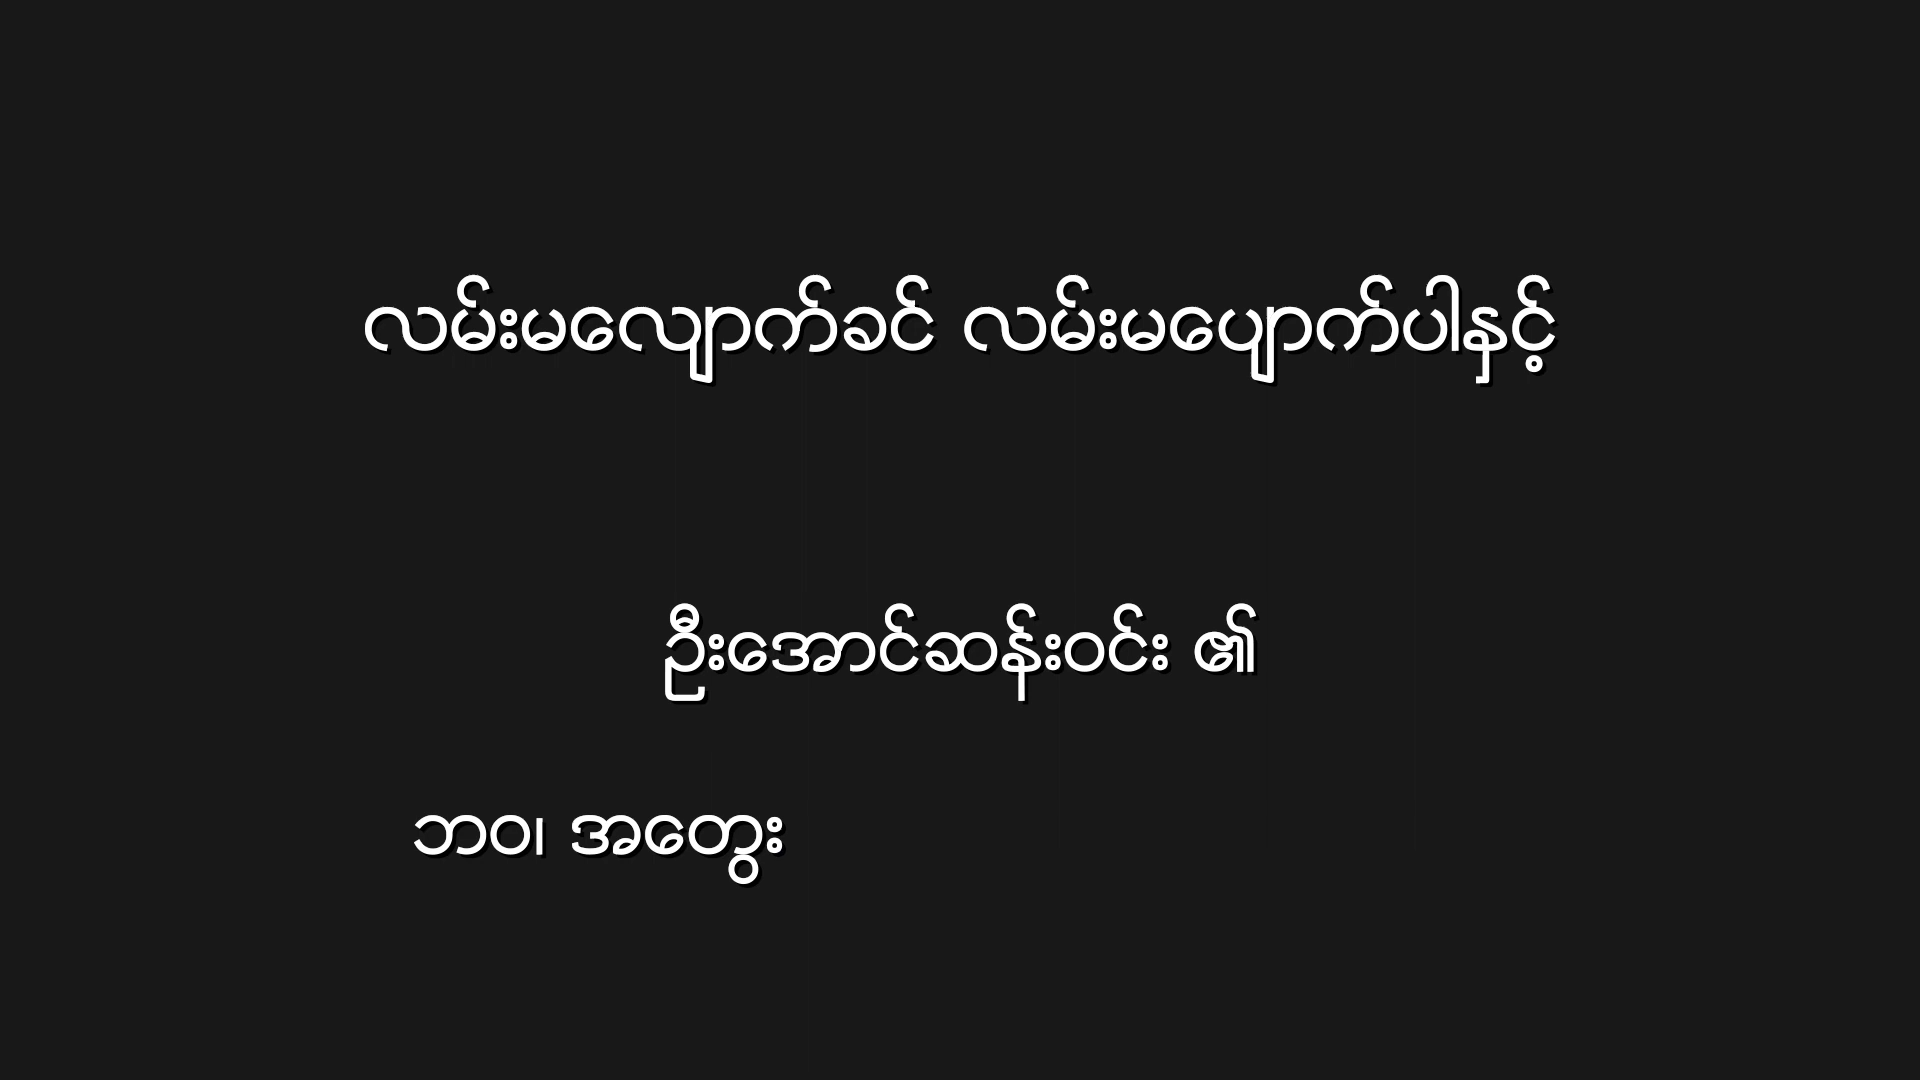 လမ်းမလျှောက်ခင် လမ်းမပျောက်ပါနှင့်
ဦးအောင်ဆန်းဝင်း ၏
ဘဝ၊ အတွေး